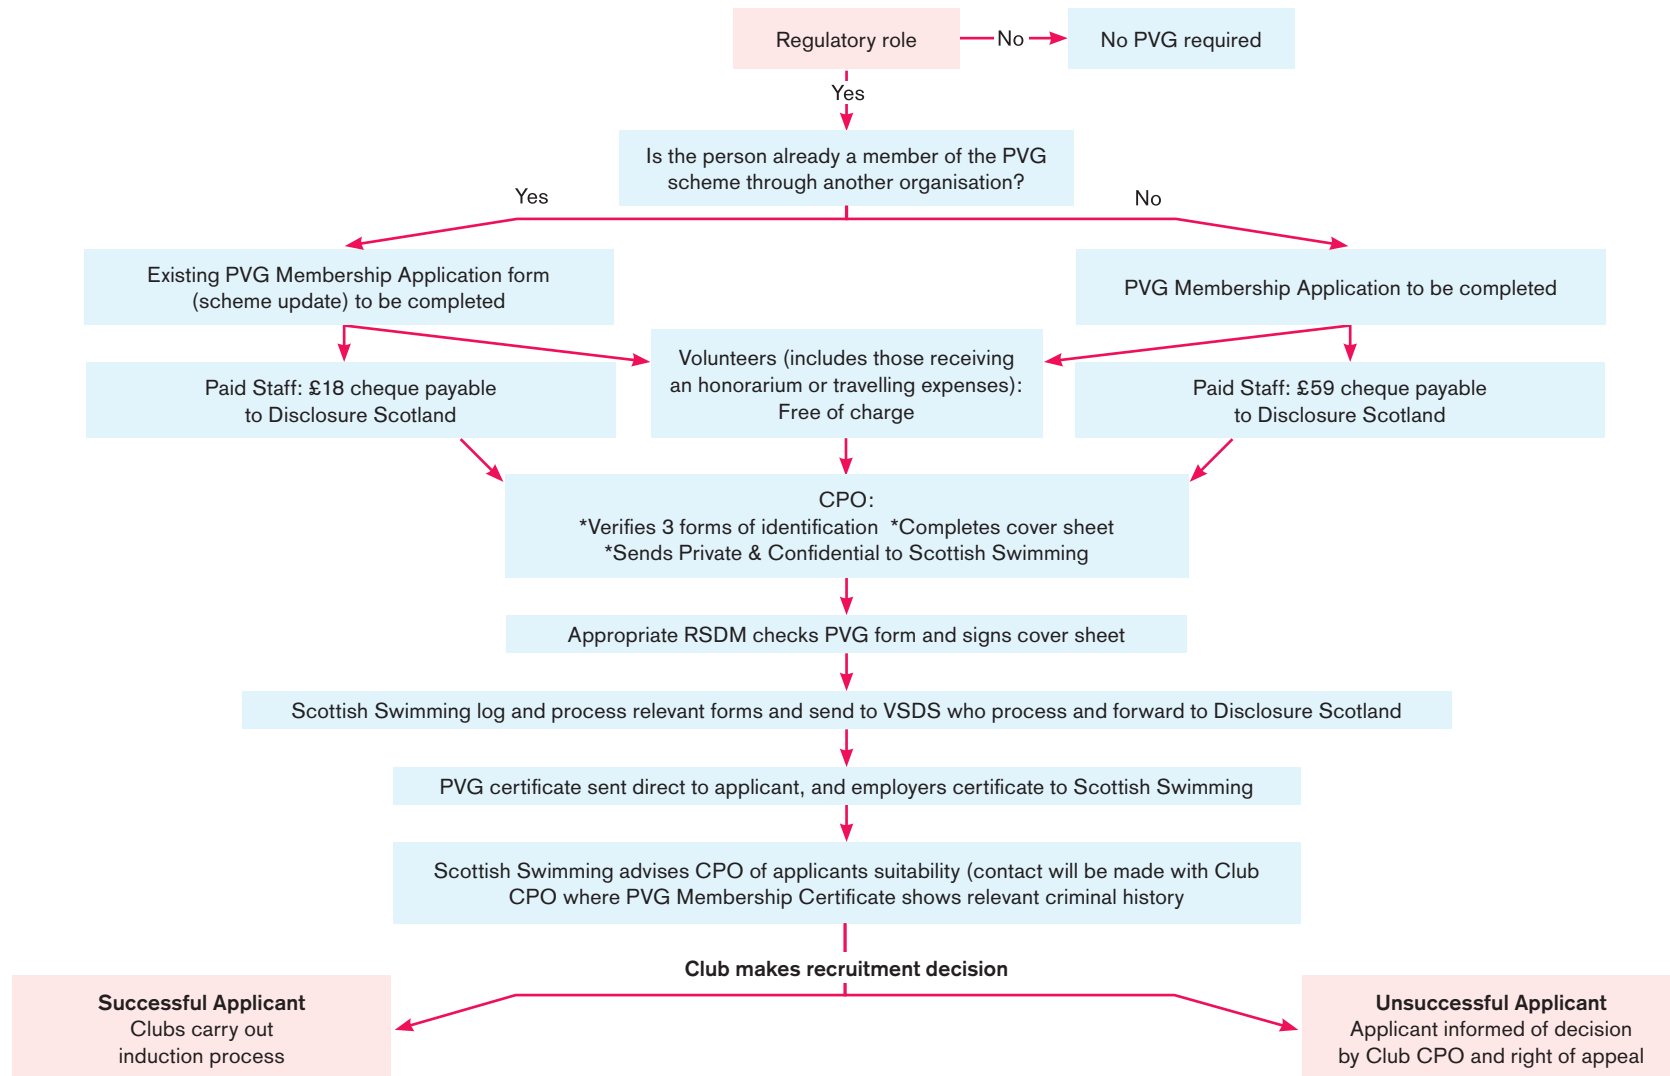 Regulatory role
No
No PVG required
Yes
Is the person already a member of the PVG
scheme through another organisation?
Yes
No
Existing PVG Membership Application form
(scheme update) to be completed
PVG Membership Application to be completed
Paid Staff: £18 cheque payable
to Disclosure Scotland
Volunteers (includes those receiving
an honorarium or travelling expenses):
Free of charge
Paid Staff: £59 cheque payable
to Disclosure Scotland
CPO:
*Verifies 3 forms of identification *Completes cover sheet
*Sends Private & Confidential to Scottish Swimming
Appropriate RSDM checks PVG form and signs cover sheet
Scottish Swimming log and process relevant forms and send to VSDS who process and forward to Disclosure Scotland
PVG certificate sent direct to applicant, and employers certificate to Scottish Swimming
Scottish Swimming advises CPO of applicants suitability (contact will be made with Club
CPO where PVG Membership Certificate shows relevant criminal history
Club makes recruitment decision
Successful Applicant
Clubs carry out
induction process
Unsuccessful Applicant
Applicant informed of decision
by Club CPO and right of appeal